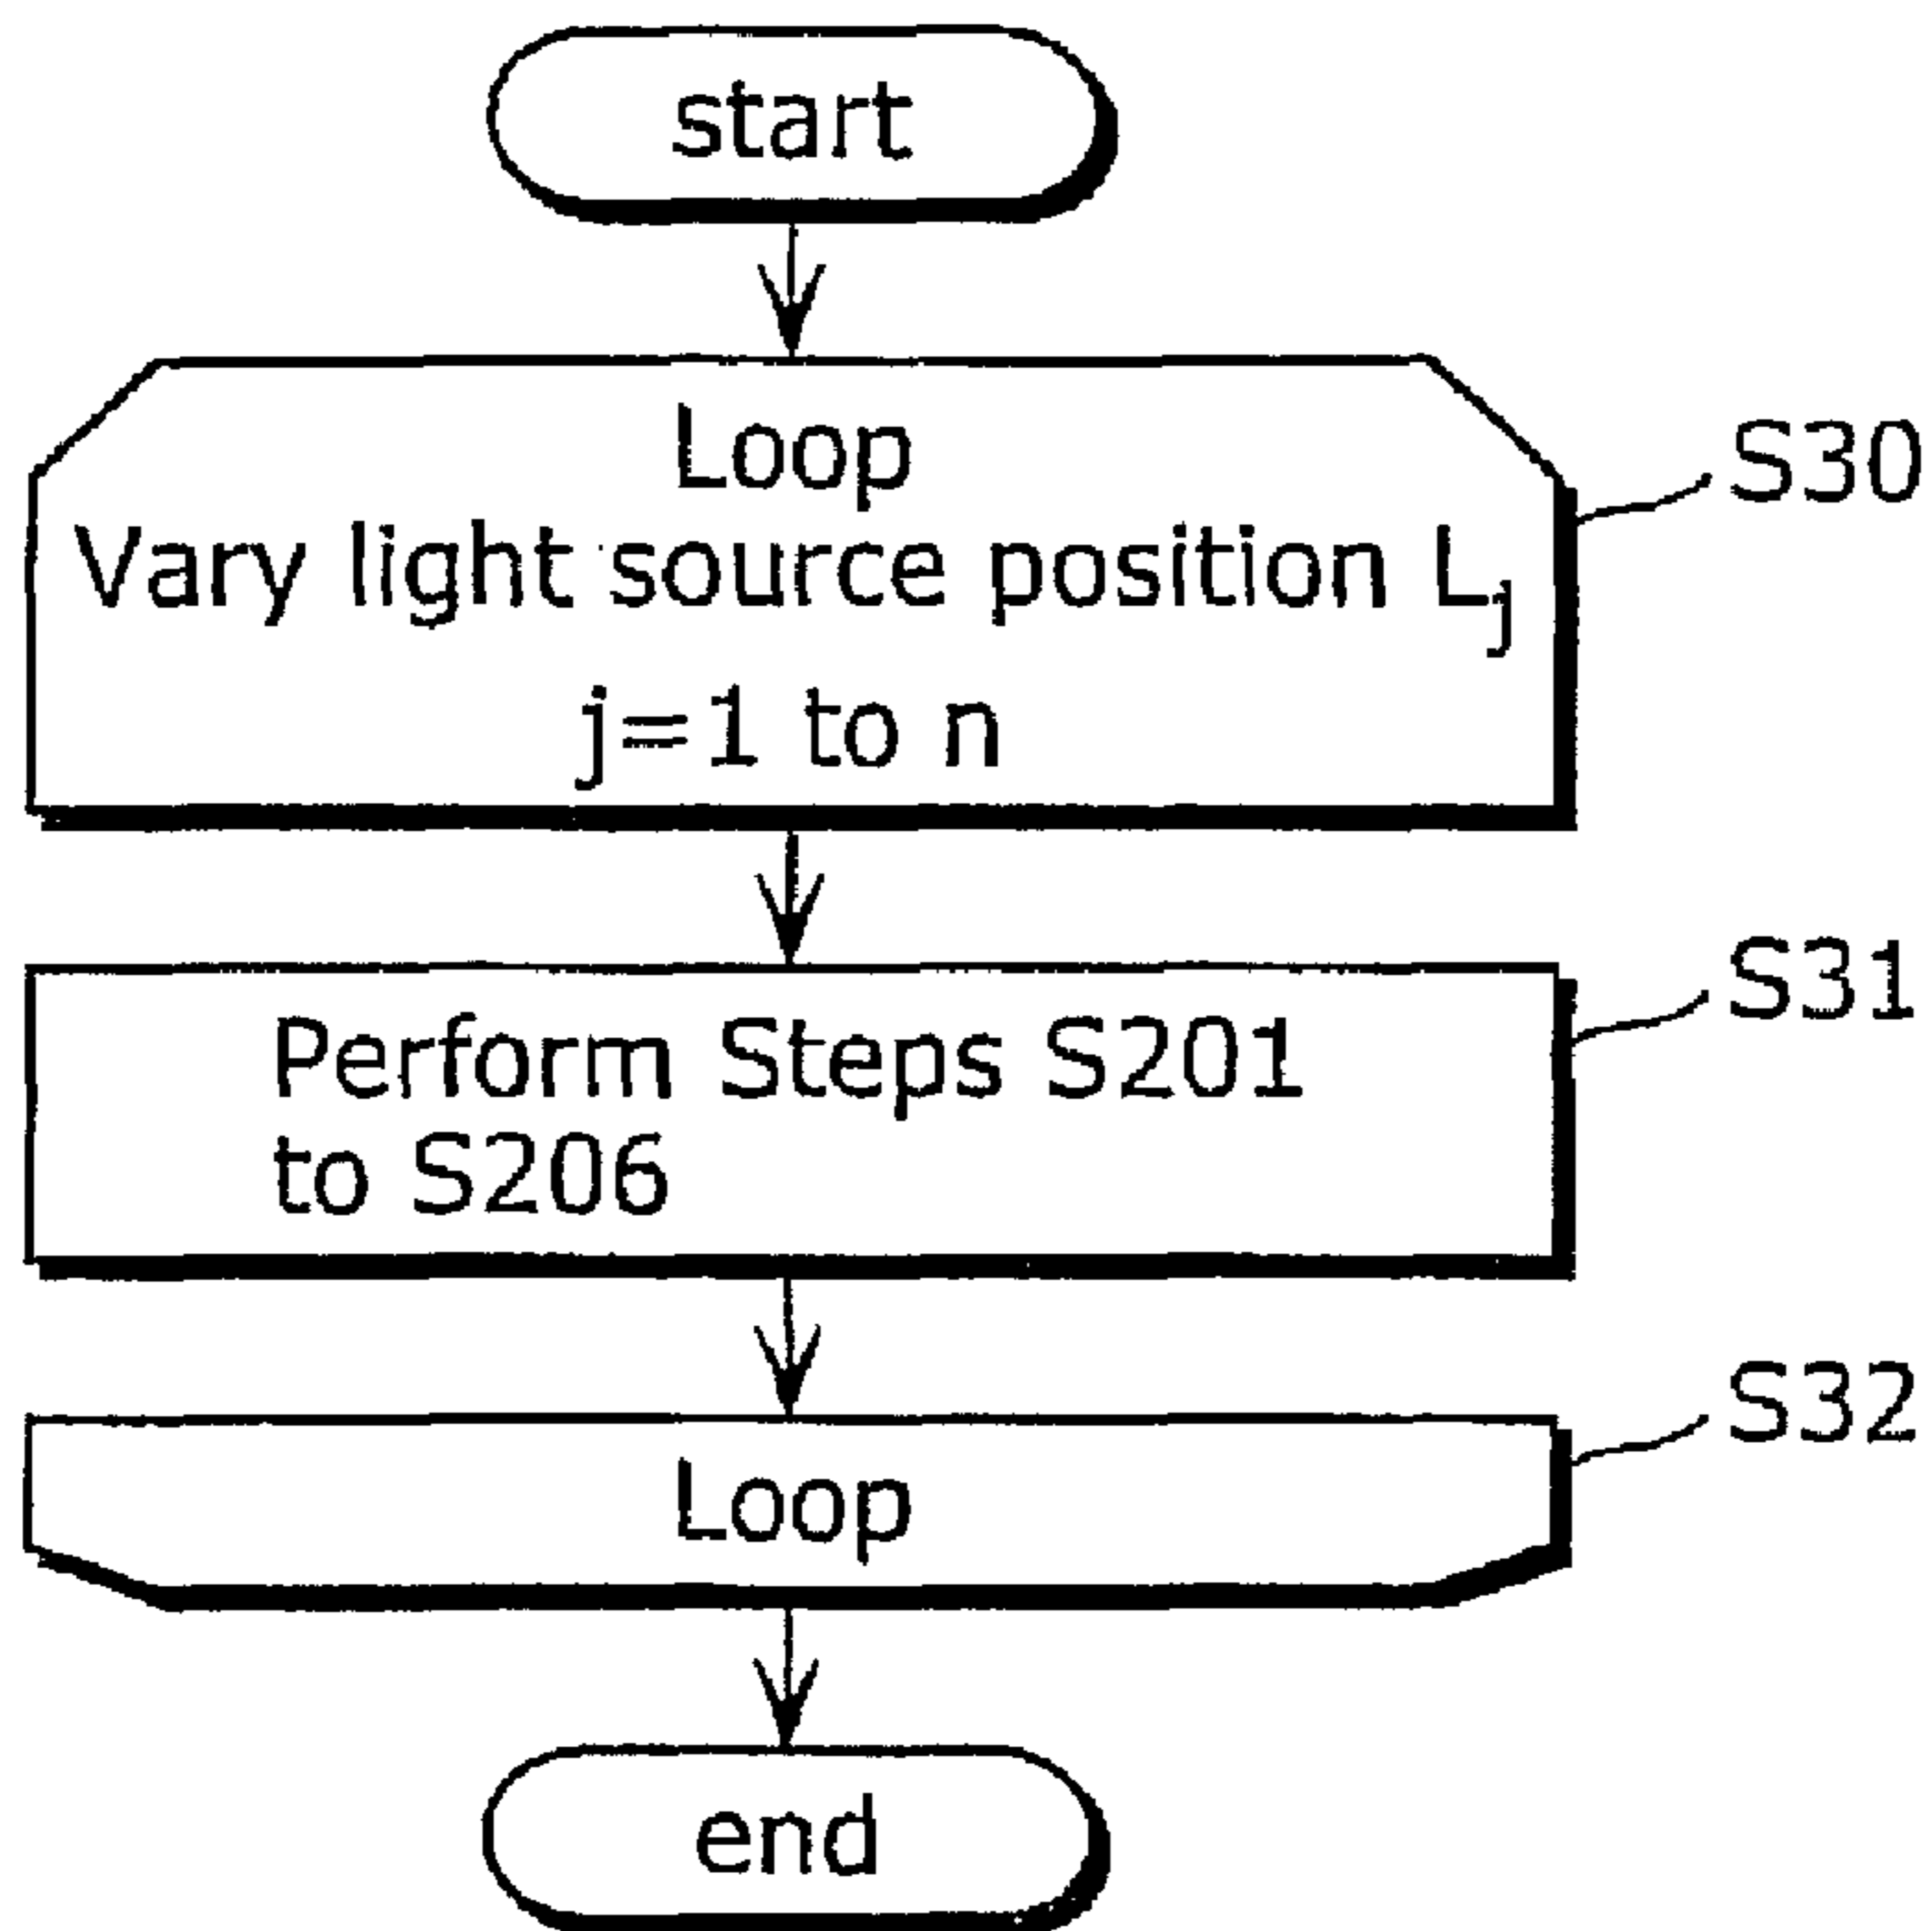 start
Loop
Vary light source position Lj
j=1 to n
S30
Perform Steps S201
to S206
S31
Loop
S32
end